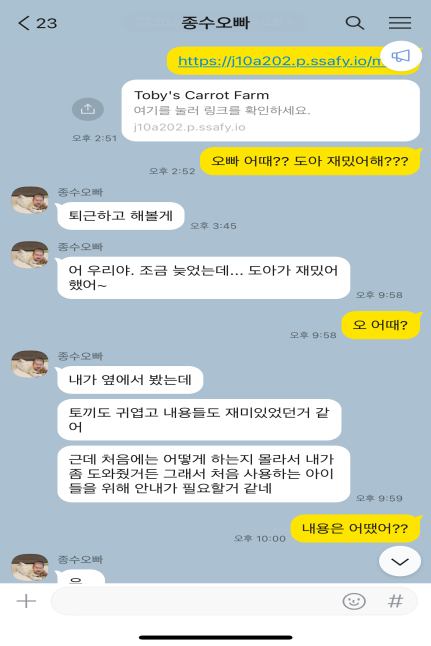 23
종수오빠
https://j10a202.p.ssafy.io/m
Toby's Carrot Farm
여기를 눌러 링크를 확인하세요.
j10a202.p.ssafy.io
오후 2:51
오빠 어때?? 도아 재밌어해???
오후 2:52
종수오빠
퇴근하고 해볼게
오후 3:45
종수오빠
어 우리야. 조금 늦었는데... 도아가 재밌어
했어~
오후 9:58
오 어때?
오후 9:58
종수오빠
내가 옆에서 봤는데
토끼도 귀엽고 내용들도 재미있었던거 같
어
근데 처음에는 어떻게 하는지 몰라서 내가
좀 도와줬거든 그래서 처음 사용하는 아이
들을 위해 안내가 필요할거 같네
오후 9:59
내용은 어땠어??
오후 10:00
종수오빠
#